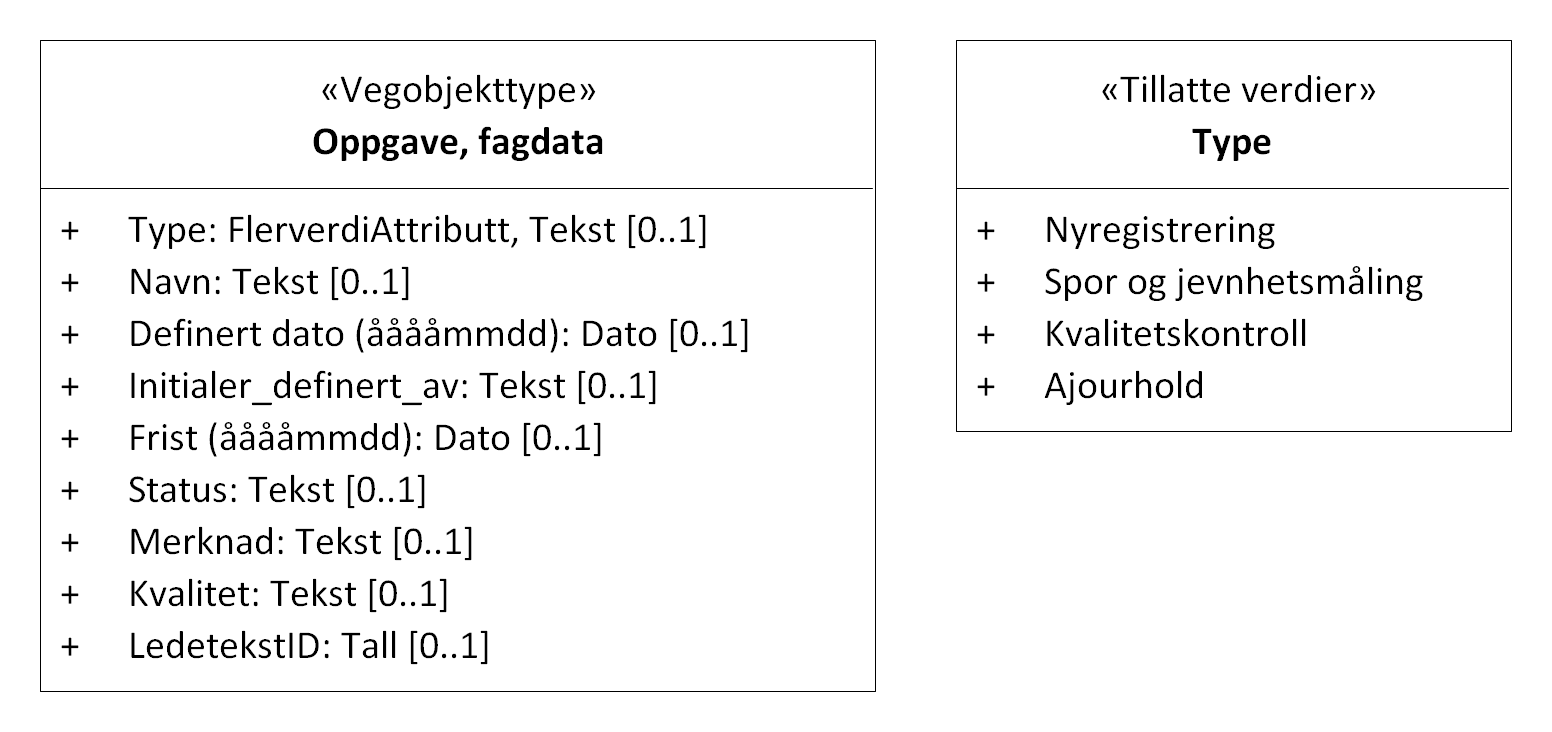 «Vegobjekttype»
Oppgave, fagdata
+ Type: FlerverdiAttributt, Tekst [0..1]
+ Navn: Tekst [0..1]
+ Definert dato (ååååmmdd): Dato [0..1]
+ Initialer_definert_av: Tekst [0..1]
+ Frist (ååååmmdd): Dato [0..1]
+ Status: Tekst [0..1]
+ Merknad: Tekst [0..1]
+ Kvalitet: Tekst [0..1]
+ LedetekstID: Tall [0..1]
«Tillatte verdier»
Type
+ Nyregistrering
+ Spor og jevnhetsmåling
+ Kvalitetskontroll
+ Ajourhold